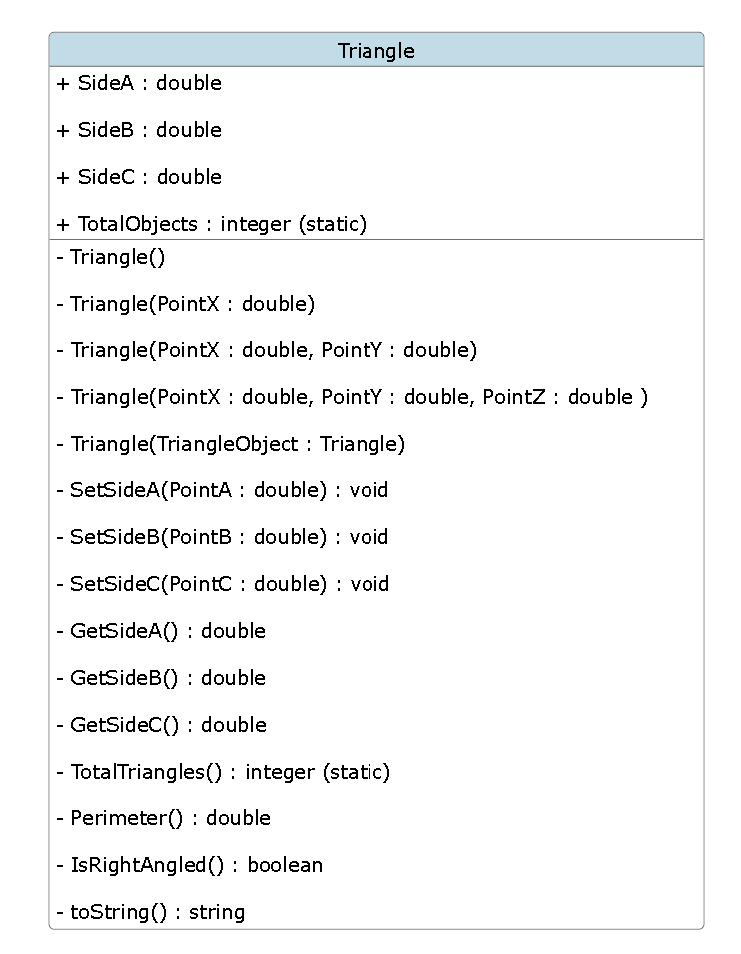 Triangle
+ SideA : double
+ SideB : double
+ SideC : double
+ TotalObjects : integer (static)
- Triangle()
- Triangle(PointX : double)
- Triangle(PointX : double, PointY : double)
- Triangle(PointX : double, PointY : double, PointZ : double )
- Triangle(TriangleObject : Triangle)
- SetSideA(PointA : double) : void
- SetSideB(PointB : double) : void
- SetSideC(PointC : double) : void
- GetSideA() : double
- GetSideB() : double
- GetSideC() : double
- TotalTriangles() : integer (static)
- Perimeter() : double
- IsRightAngled() : boolean
- toString() : string